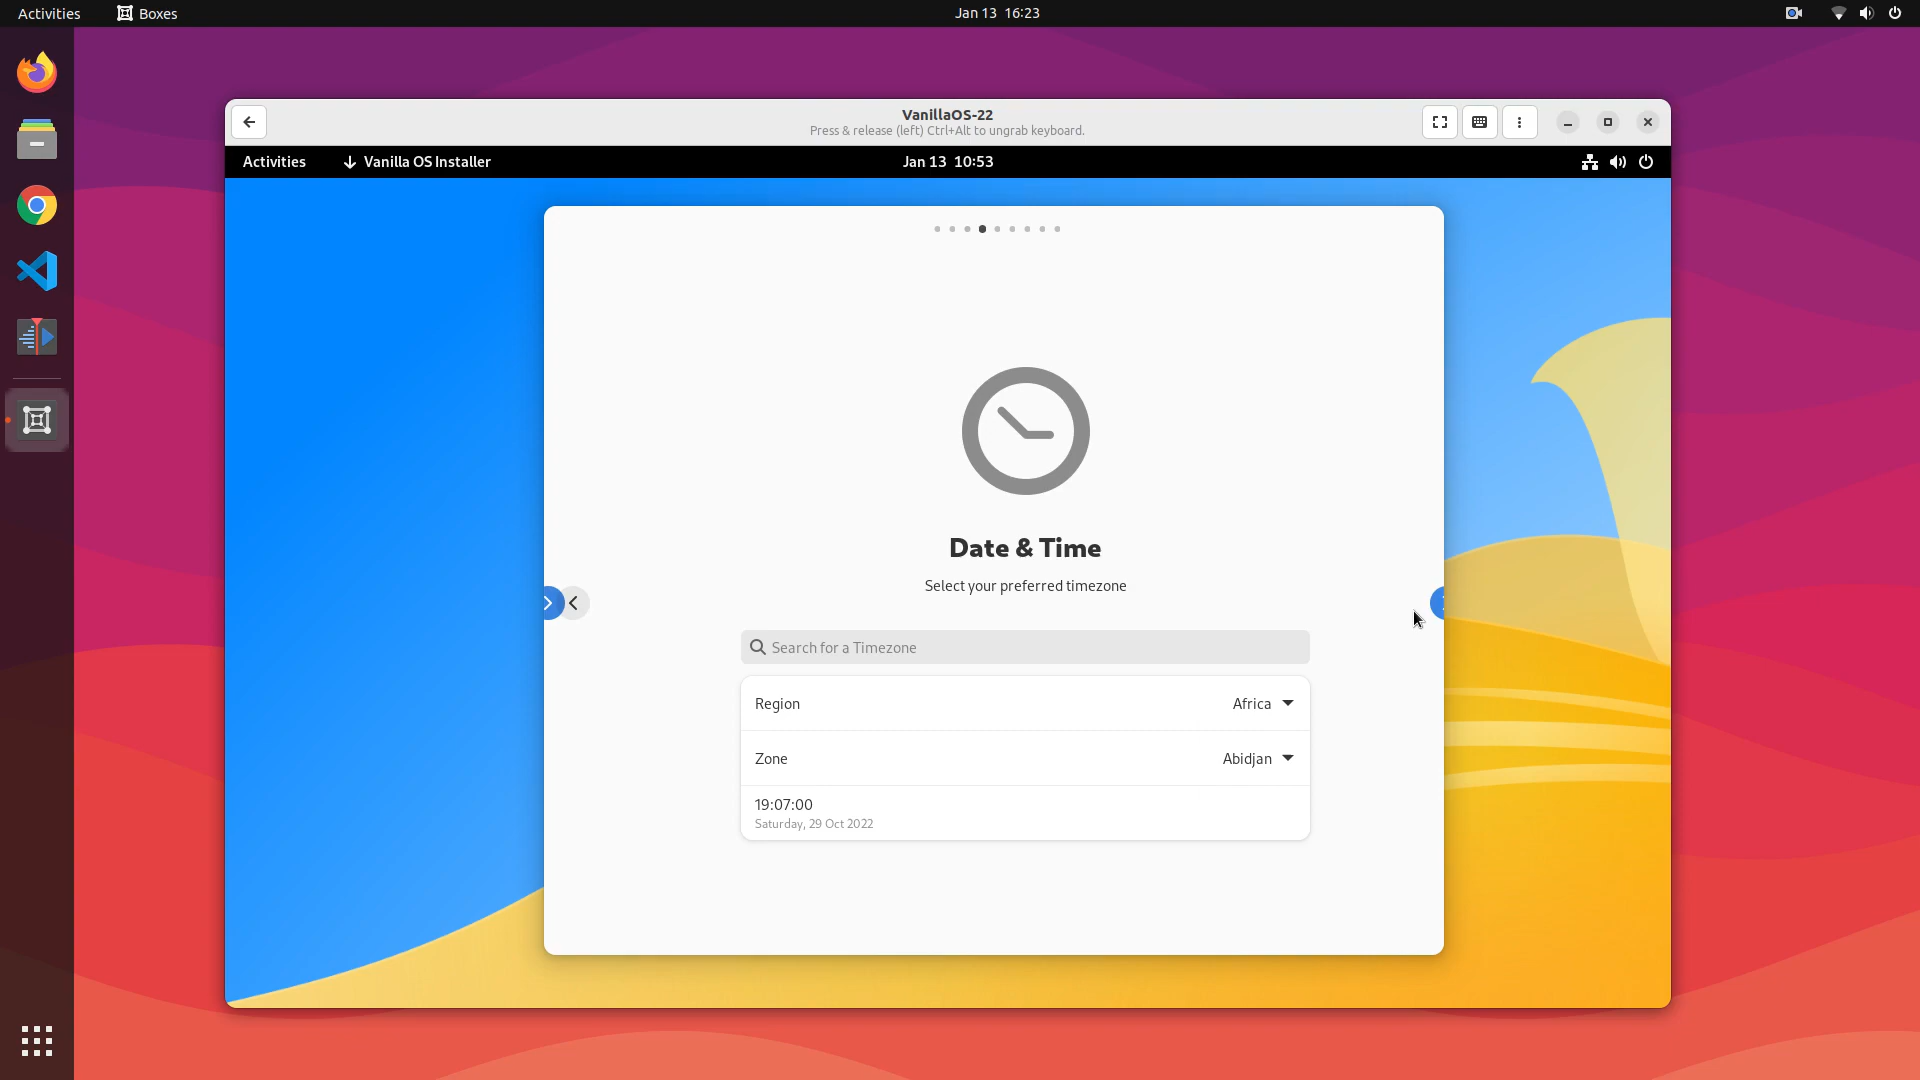 Activities Boxes Jan 13 16:23
VanillaOS-22
Press & release (left) Ctrl+Alt to ungrab keyboard.
Activities Vanilla OS Installer Jan 13 10:53
Date & Time
Select your preferred timezone
Search for a Timezone
Region Africa
Zone Abidjan
19:07:00
Saturday, 29 Oct 2022